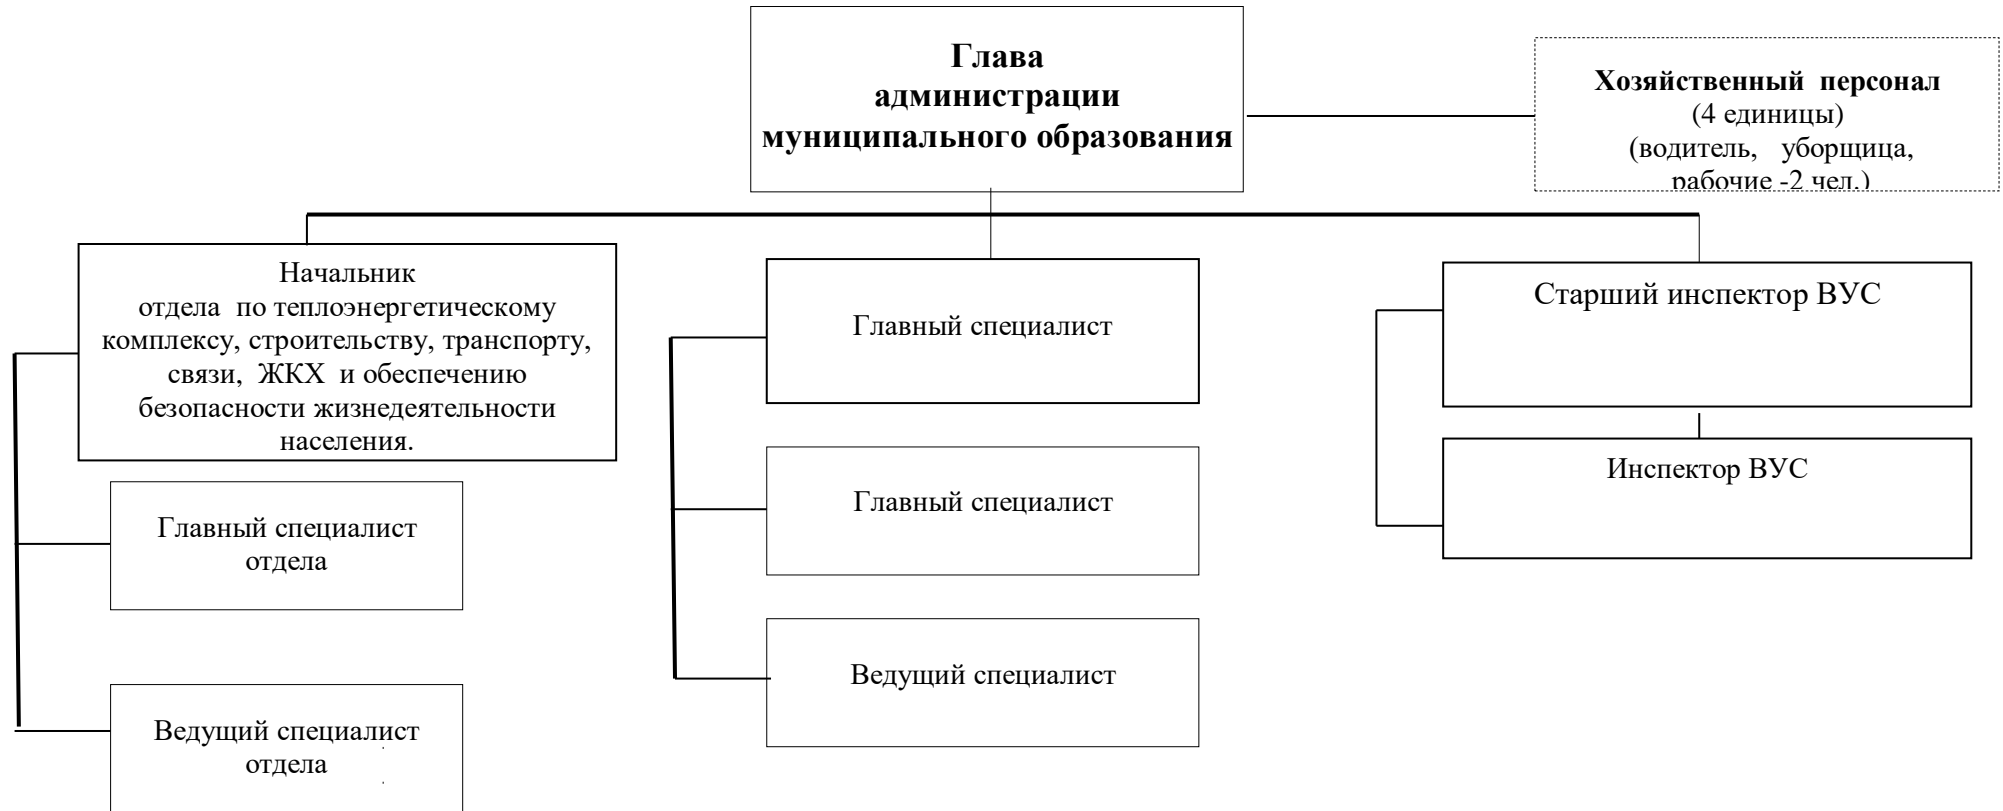 Глава
администрации
муниципального образования
Хозяйственный персонал
(4 единицы)
(водитель, уборщица,
рабочие -2 чел.)
Начальник
отдела по теплоэнергетическому
комплексу, строительству, транспорту,
связи, ЖКХ и обеспечению
безопасности жизнедеятельности
населения.
Главный специалист
отдела
Ведущий специалист
отдела
Главный специалист
Главный специалист
Ведущий специалист
Старший инспектор ВУС
Инспектор ВУС